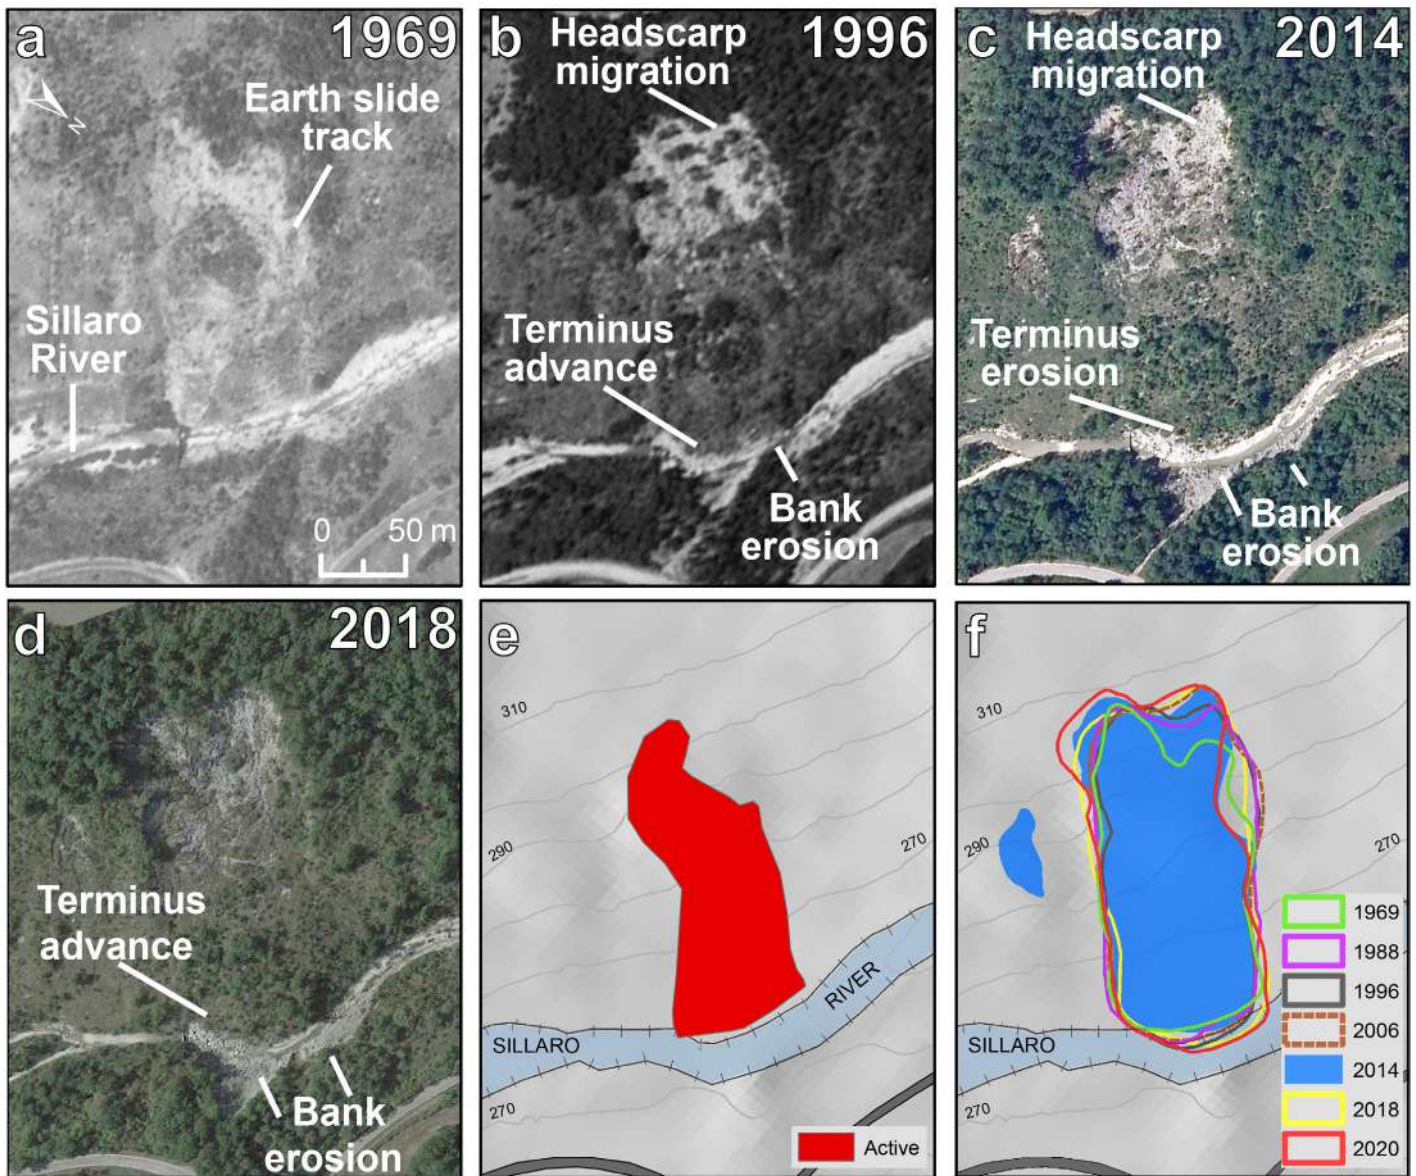 a
1969
N
Earth slide
track
Sillaro
River
0 50 m
b
1996
Headscarp
migration
Terminus
advance
Bank
erosion
c
2014
Headscarp
migration
Terminus
erosion
Bank
erosion
d
2018
Terminus
advance
Bank
erosion
e
310
290
270
RIVER
SILLARO
270
Active
f
310
290
270
SILLARO
270
1969
1988
1996
2006
2014
2018
2020